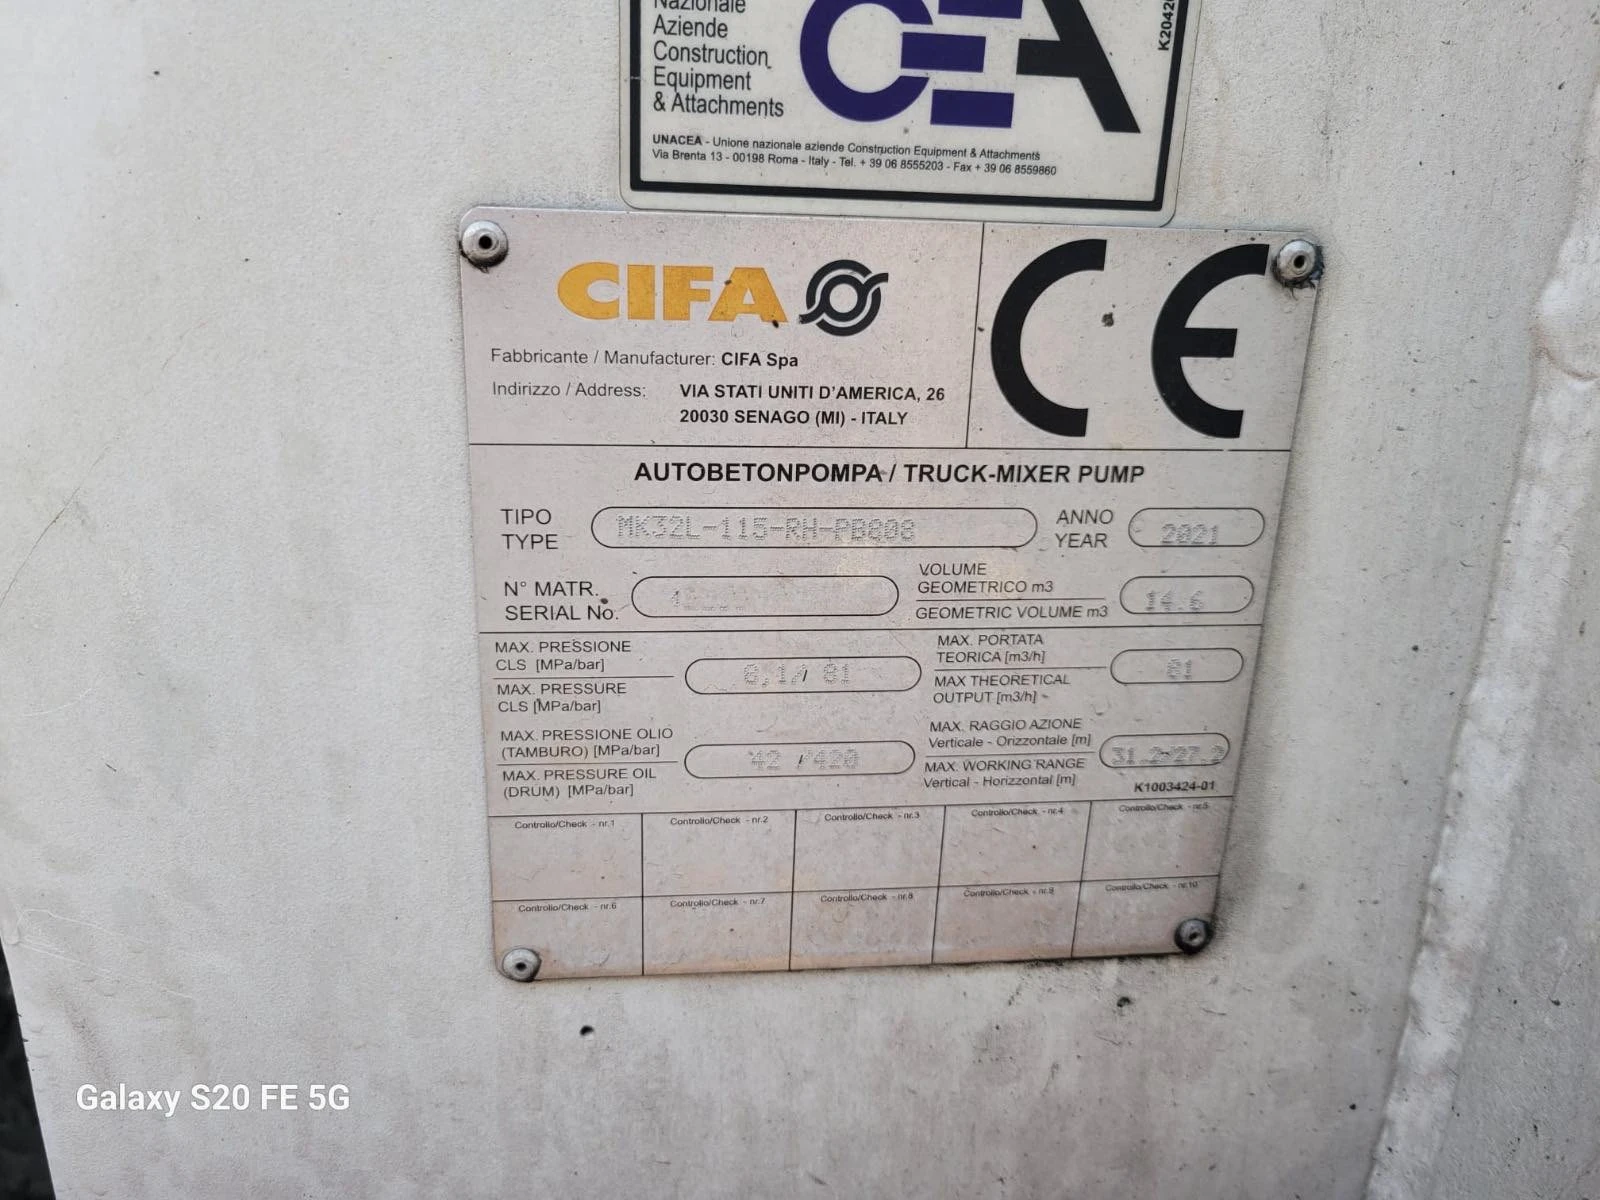 Nazionale
Aziende
Construction
Equipment
& Attachments
CEA
UNACEA - Unione nazionale aziende Construction Equipment & Attachments
Via Brenta 13 - 00198 Roma - Italy - Tel. + 39 06 8555203 - Fax + 39 06 8559860
CIFA
CE
Fabbricante / Manufacturer: CIFA Spa
Indirizzo / Address: VIA STATI UNITI D'AMERICA, 26
20030 SENAGO (MI) - ITALY
AUTOBETONPOMPA / TRUCK-MIXER PUMP
TIPO
TYPE
MK32L-115-RH-PB808
ANNO
YEAR
2021
N° MATR.
SERIAL No.
VOLUME
GEOMETRICO m3
GEOMETRIC VOLUME m3
14.6
MAX. PRESSIONE
CLS [MPa/bar]
MAX. PRESSURE
CLS [MPa/bar]
8,1/ 81
MAX. PORTATA
TEORICA [m3/h]
MAX THEORETICAL
OUTPUT [m3/h]
81
MAX. PRESSIONE OLIO
(TAMBURO) [MPa/bar]
MAX. PRESSURE OIL
(DRUM) [MPa/bar]
42 /420
MAX. RAGGIO AZIONE
Verticale - Orizzontale [m]
MAX. WORKING RANGE
Vertical - Horizzontal [m]
31.2-27.2
K1003424-01
Controllo/Check - nr.1
Controllo/Check - nr.2
Controllo/Check - nr.3
Controllo/Check - nr.4
Controllo/Check - nr.5
Controllo/Check - nr.6
Controllo/Check - nr.7
Controllo/Check - nr.8
Controllo/Check - nr.9
Controllo/Check - nr.10
Galaxy S20 FE 5G